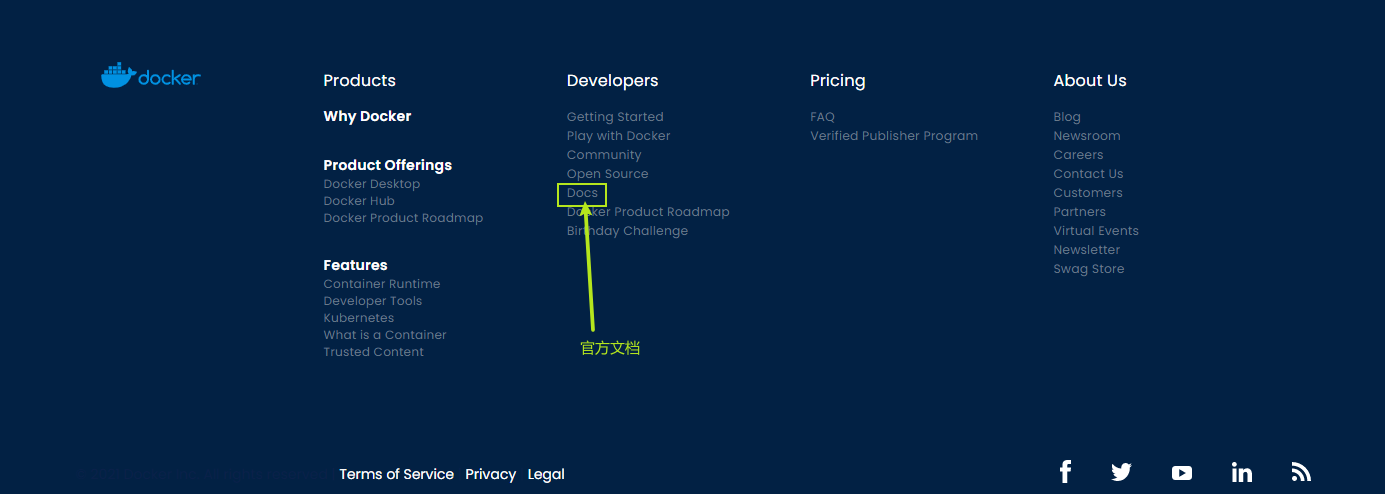 docker
Products
Why Docker
Product Offerings
Docker Desktop
Docker Hub
Docker Product Roadmap
Features
Container Runtime
Developer Tools
Kubernetes
What is a Container
Trusted Content
Developers
Getting Started
Play with Docker
Community
Open Source
Docs
Docker Product Roadmap
Birthday Challenge
官方文档
Pricing
FAQ
Verified Publisher Program
About Us
Blog
Newsroom
Careers
Contact Us
Customers
Partners
Virtual Events
Newsletter
Swag Store
Terms of Service Privacy Legal